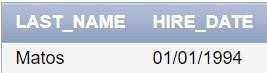 LAST_NAME HIRE_DATE
Matos 01/01/1994